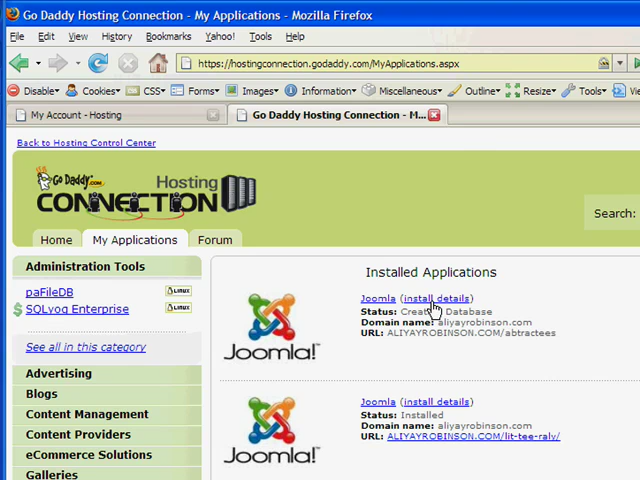 Go Daddy Hosting Connection - My Applications - Mozilla Firefox
File Edit View History Bookmarks Yahoo! Tools Help
https://hostingconnection.godaddy.com/MyApplications.aspx
Disable Cookies CSS Forms Images Information Miscellaneous Outline Resize Tools
My Account - Hosting Go Daddy Hosting Connection - M...
Back to Hosting Control Center
Go Daddy.com Hosting
CONNECTION
Search:
Home My Applications Forum
Administration Tools
paFileDB LINUX
$ SQLyog Enterprise LINUX
See all in this category
Advertising
Blogs
Content Management
Content Providers
eCommerce Solutions
Galleries
Installed Applications
Joomla (install details)
Status: Database
Domain name: aliyayrobinson.com
URL: ALIYAYROBINSON.COM/abtractees
Joomla!™
Joomla (install details)
Status: Installed
Domain name: aliyayrobinson.com
URL: ALIYAYROBINSON.COM/lit-tee-ralv/
Joomla!™